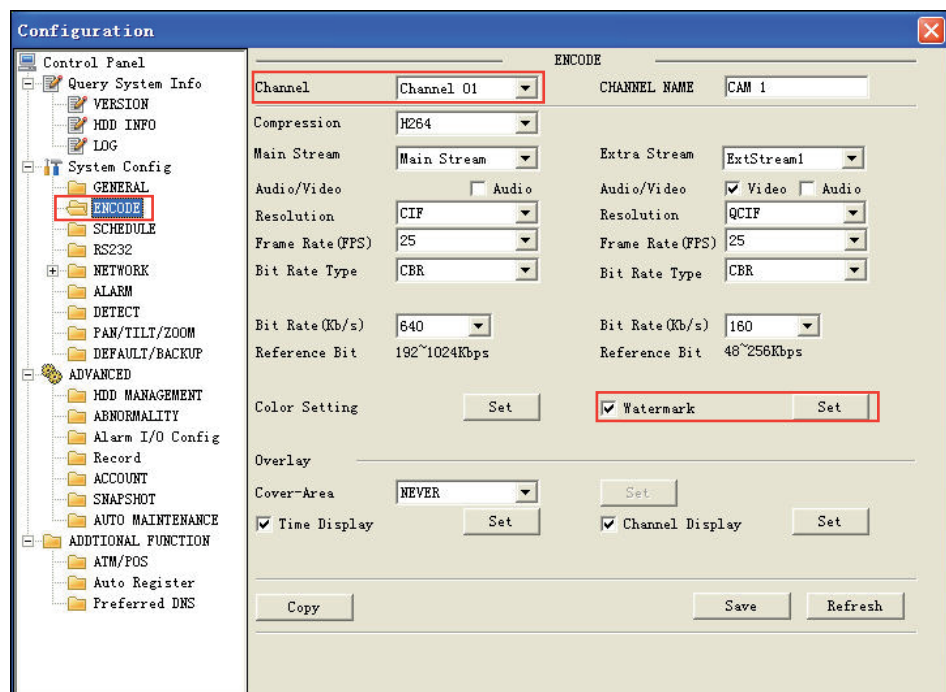 Configuration
Control Panel
Query System Info
VERSION
HDD INFO
LOG
System Config
GENERAL
ENCODE
SCHEDULE
RS232
NETWORK
ALARM
DETECT
PAN/TILT/ZOOM
DEFAULT/BACKUP
ADVANCED
HDD MANAGEMENT
ABNORMALITY
Alarm I/O Config
Record
ACCOUNT
SNAPSHOT
AUTO MAINTENANCE
ADDTIONAL FUNCTION
ATM/POS
Auto Register
Preferred DNS
ENCODE
Channel Channel 01 CHANNEL NAME CAM 1
Compression H264
Main Stream Main Stream Extra Stream ExtStream1
Audio/Video Audio Audio/Video Video Audio
Resolution CIF Resolution QCIF
Frame Rate(FPS) 25 Frame Rate(FPS) 25
Bit Rate Type CBR Bit Rate Type CBR
Bit Rate(Kb/s) 640 Bit Rate(Kb/s) 160
Reference Bit 192~1024Kbps Reference Bit 48~256Kbps
Color Setting Set Watermark Set
Overlay
Cover-Area NEVER Set
Time Display Set Channel Display Set
Copy Save Refresh